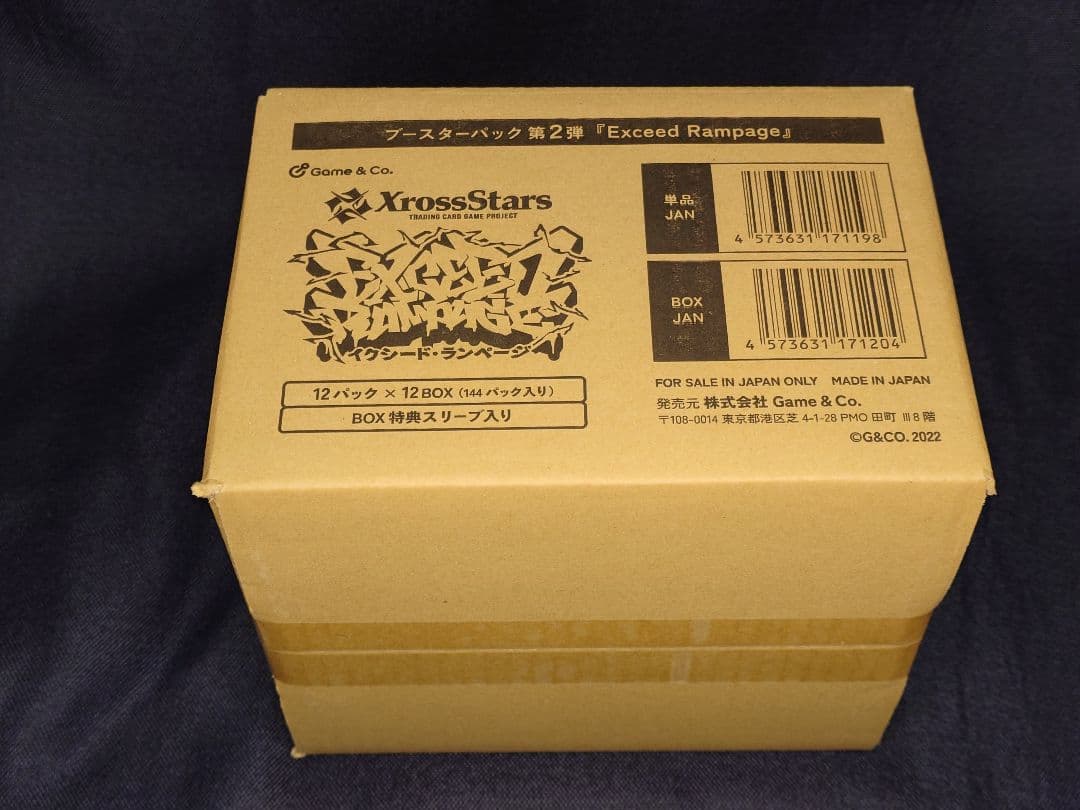 ブースターパック 第2弾『Exceed Rampage』
Game & Co.
XrossStars
TRADING CARD GAME PROJECT
EXCEED
RAMPAGE
イクシード・ランページ
12パック × 12BOX（144パック入り）
BOX特典スリーブ入り
単品
JAN
4 573631 171198
BOX
JAN
4 573631 171204
FOR SALE IN JAPAN ONLY MADE IN JAPAN
発売元 株式会社 Game & Co.
〒108-0014 東京都港区芝 4-1-28 PMO 田町 Ⅲ 8 階
©G&CO. 2022